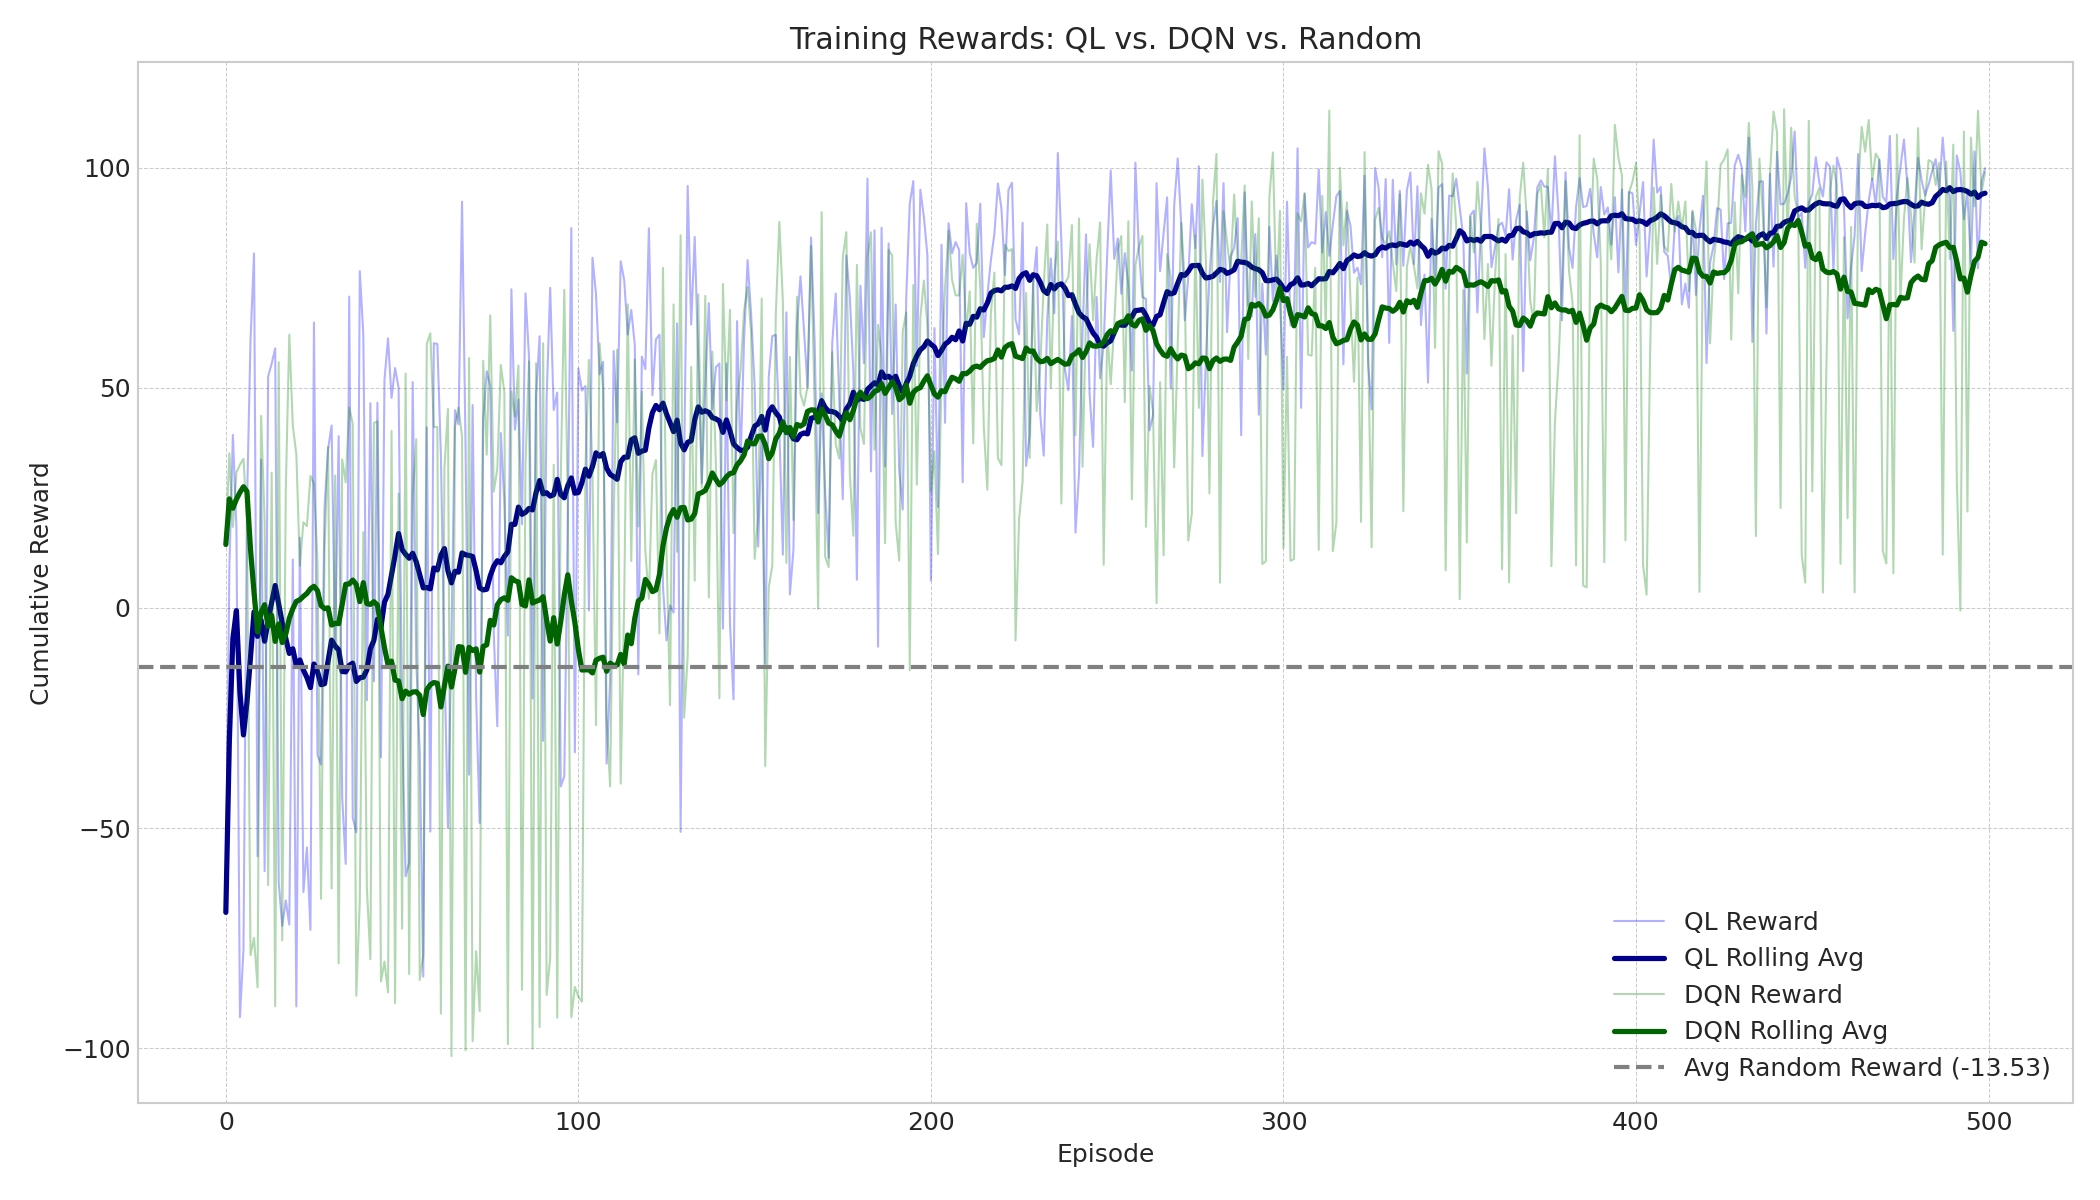 Training Rewards: QL vs. DQN vs. Random
Cumulative Reward
100
50
0
−50
−100
0
100
200
300
400
500
Episode
QL Reward
QL Rolling Avg
DQN Reward
DQN Rolling Avg
Avg Random Reward (-13.53)